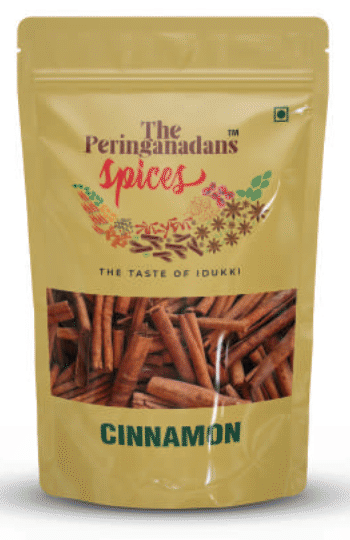 The
Peringanadans™
Spices
THE TASTE OF IDUKKI
CINNAMON